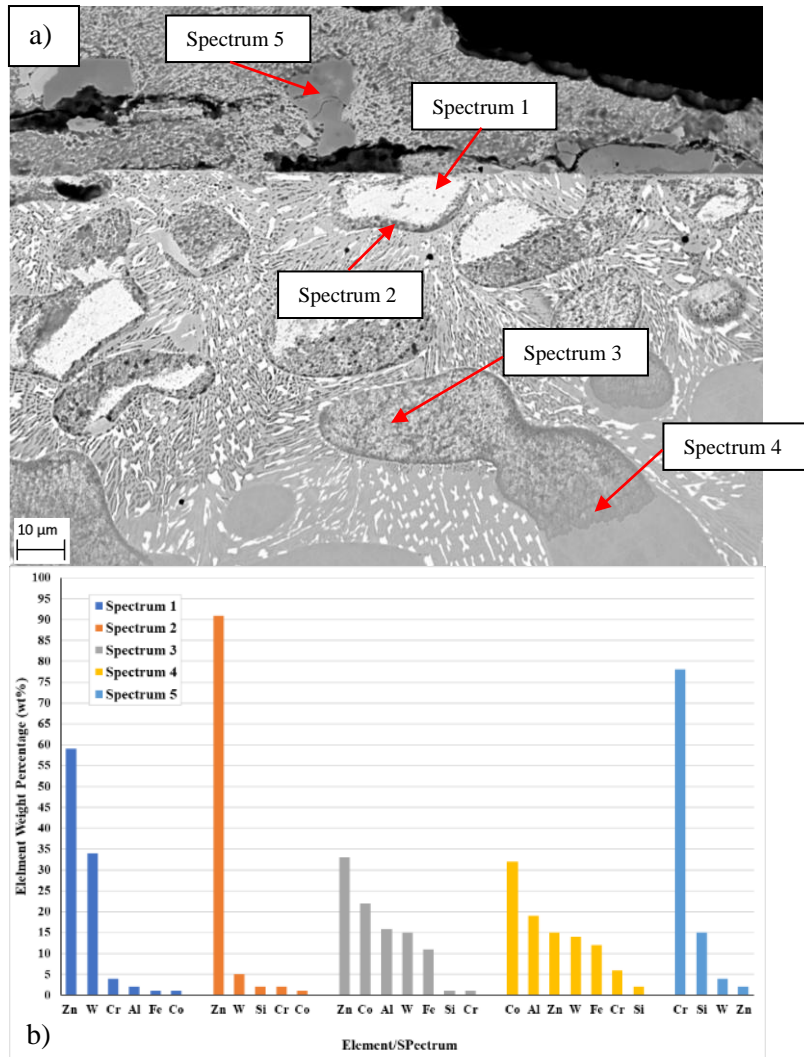 a)
Spectrum 5
Spectrum 1
Spectrum 2
Spectrum 3
Spectrum 4
10 μm
100
95
90
85
80
75
70
65
60
55
50
45
40
35
30
25
20
15
10
5
0
Elelment Weight Percentage (wt%)
Spectrum 1
Spectrum 2
Spectrum 3
Spectrum 4
Spectrum 5
Zn W Cr Al Fe Co Zn W Si Cr Co Zn Co Al W Fe Si Cr Co Al Zn W Fe Cr Si Cr Si W Zn
b)
Element/SPectrum